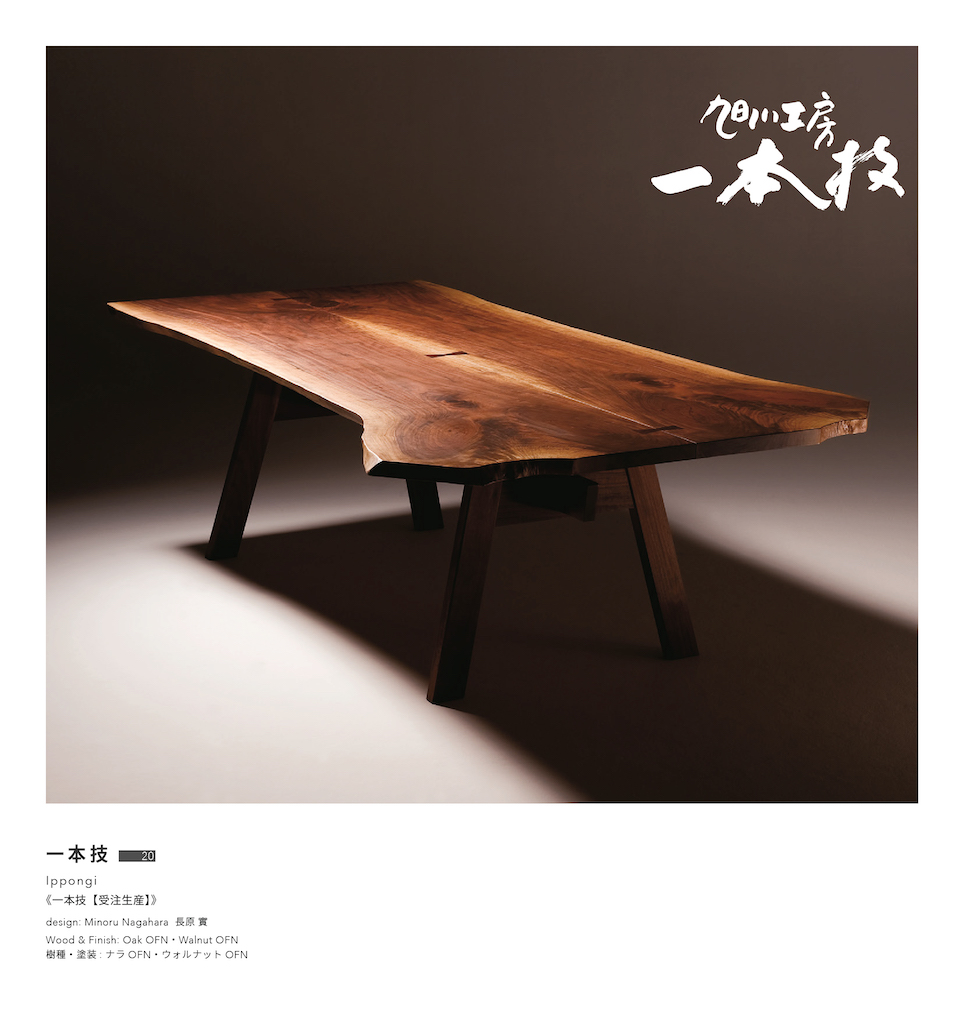 旭川工房
一本技
一本技 20
Ippongi
《一本技【受注生産】》
design: Minoru Nagahara 長原 實
Wood & Finish: Oak OFN・Walnut OFN
樹種・塗装 : ナラ OFN・ウォルナット OFN